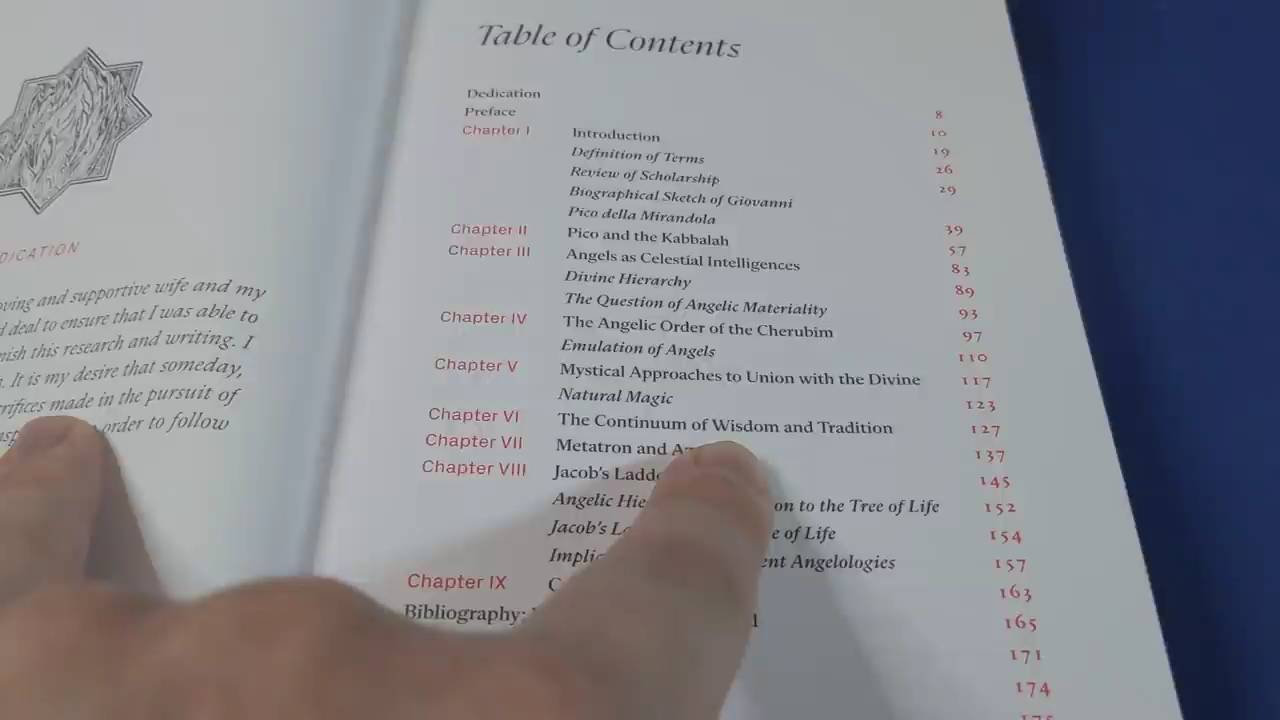 DICATION
ving and supportive wife and my
deal to ensure that I was able to
nish this research and writing. I
. It is my desire that someday,
rifices made in the pursuit of
order to follow
Table of Contents
Dedication
Preface 8
Chapter I Introduction 10
Definition of Terms 19
Review of Scholarship 26
Biographical Sketch of Giovanni 29
Pico della Mirandola
Chapter II Pico and the Kabbalah 39
Chapter III Angels as Celestial Intelligences 57
Divine Hierarchy 83
The Question of Angelic Materiality 89
Chapter IV The Angelic Order of the Cherubim 93
Emulation of Angels 97
110
Chapter V Mystical Approaches to Union with the Divine 117
Natural Magic 123
Chapter VI The Continuum of Wisdom and Tradition 127
Chapter VII Metatron and 137
Chapter VIII Jacob's 145
Angelic on to the Tree of Life 152
Jacob's of Life 154
ent Angelologies 157
Chapter IX 163
Bibliography: 165
171
174